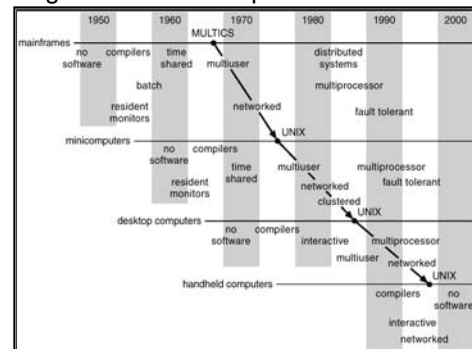 1950 1960 1970 1980 1990 2000
MULTICS
mainframes
no software
compilers
time shared
multiuser
distributed systems
batch
multiprocessor
resident monitors
networked
fault tolerant
UNIX
minicomputers
no software
compilers
time shared
multiuser
multiprocessor
resident monitors
networked
fault tolerant
clustered
UNIX
desktop computers
no software
compilers
interactive
multiprocessor
multiuser
networked
UNIX
handheld computers
compilers
no software
interactive
networked